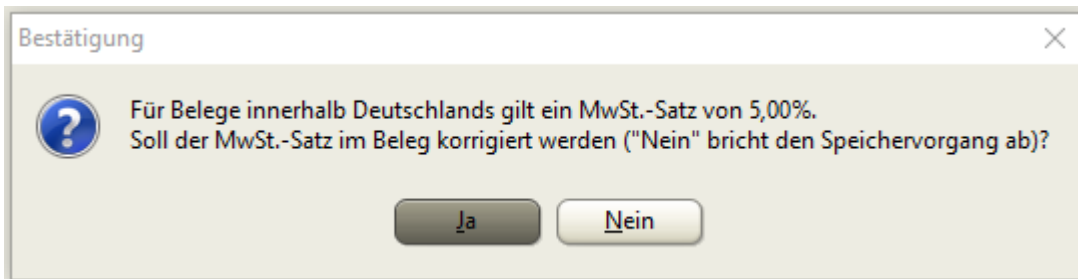 Bestätigung
Für Belege innerhalb Deutschlands gilt ein MwSt.-Satz von 5,00%.
Soll der MwSt.-Satz im Beleg korrigiert werden ("Nein" bricht den Speichervorgang ab)?
Ja Nein